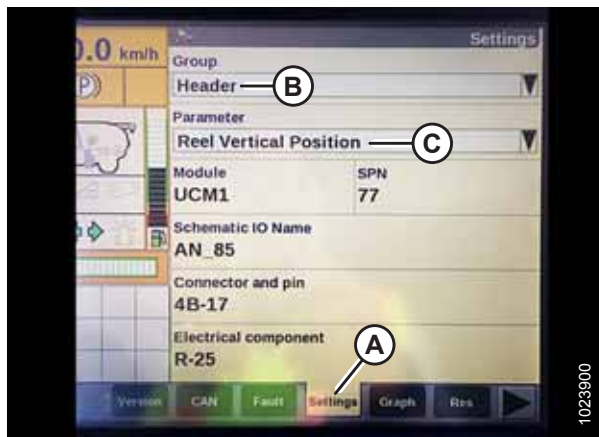 0.0 km/h
Settings
(P)
Group
Header
B
Parameter
Reel Vertical Position
C
Module
SPN
UCM1
77
Schematic IO Name
AN_85
Connector and pin
4B-17
Electrical component
R-25
A
Version
CAN
Fault
Settings
Graph
Res
1023900